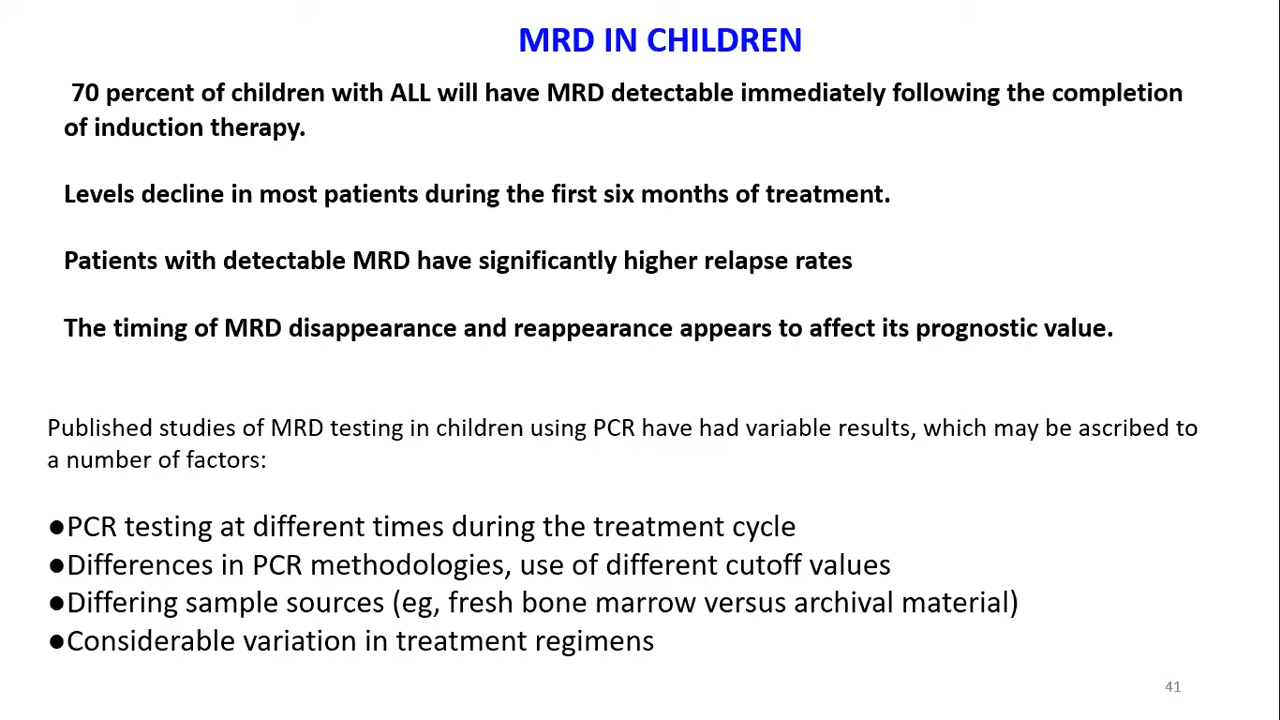 MRD IN CHILDREN
70 percent of children with ALL will have MRD detectable immediately following the completion
of induction therapy.
Levels decline in most patients during the first six months of treatment.
Patients with detectable MRD have significantly higher relapse rates
The timing of MRD disappearance and reappearance appears to affect its prognostic value.
Published studies of MRD testing in children using PCR have had variable results, which may be ascribed to
a number of factors:
●PCR testing at different times during the treatment cycle
●Differences in PCR methodologies, use of different cutoff values
●Differing sample sources (eg, fresh bone marrow versus archival material)
●Considerable variation in treatment regimens
41